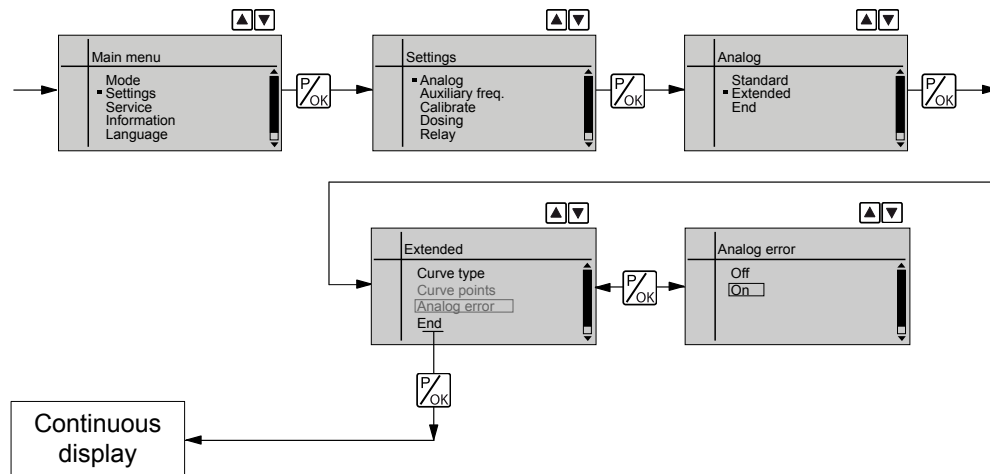 Main menu
Mode
Settings
Service
Information
Language
P/OK
Settings
Analog
Auxiliary freq.
Calibrate
Dosing
Relay
P/OK
Analog
Standard
Extended
End
P/OK
Extended
Curve type
Curve points
Analog error
End
P/OK
Analog error
Off
On
P/OK
Continuous
display